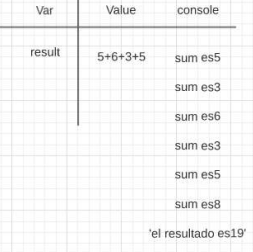 Var Value console
result 5+6+3+5 sum es5
sum es3
sum es6
sum es3
sum es5
sum es8
'el resultado es19'